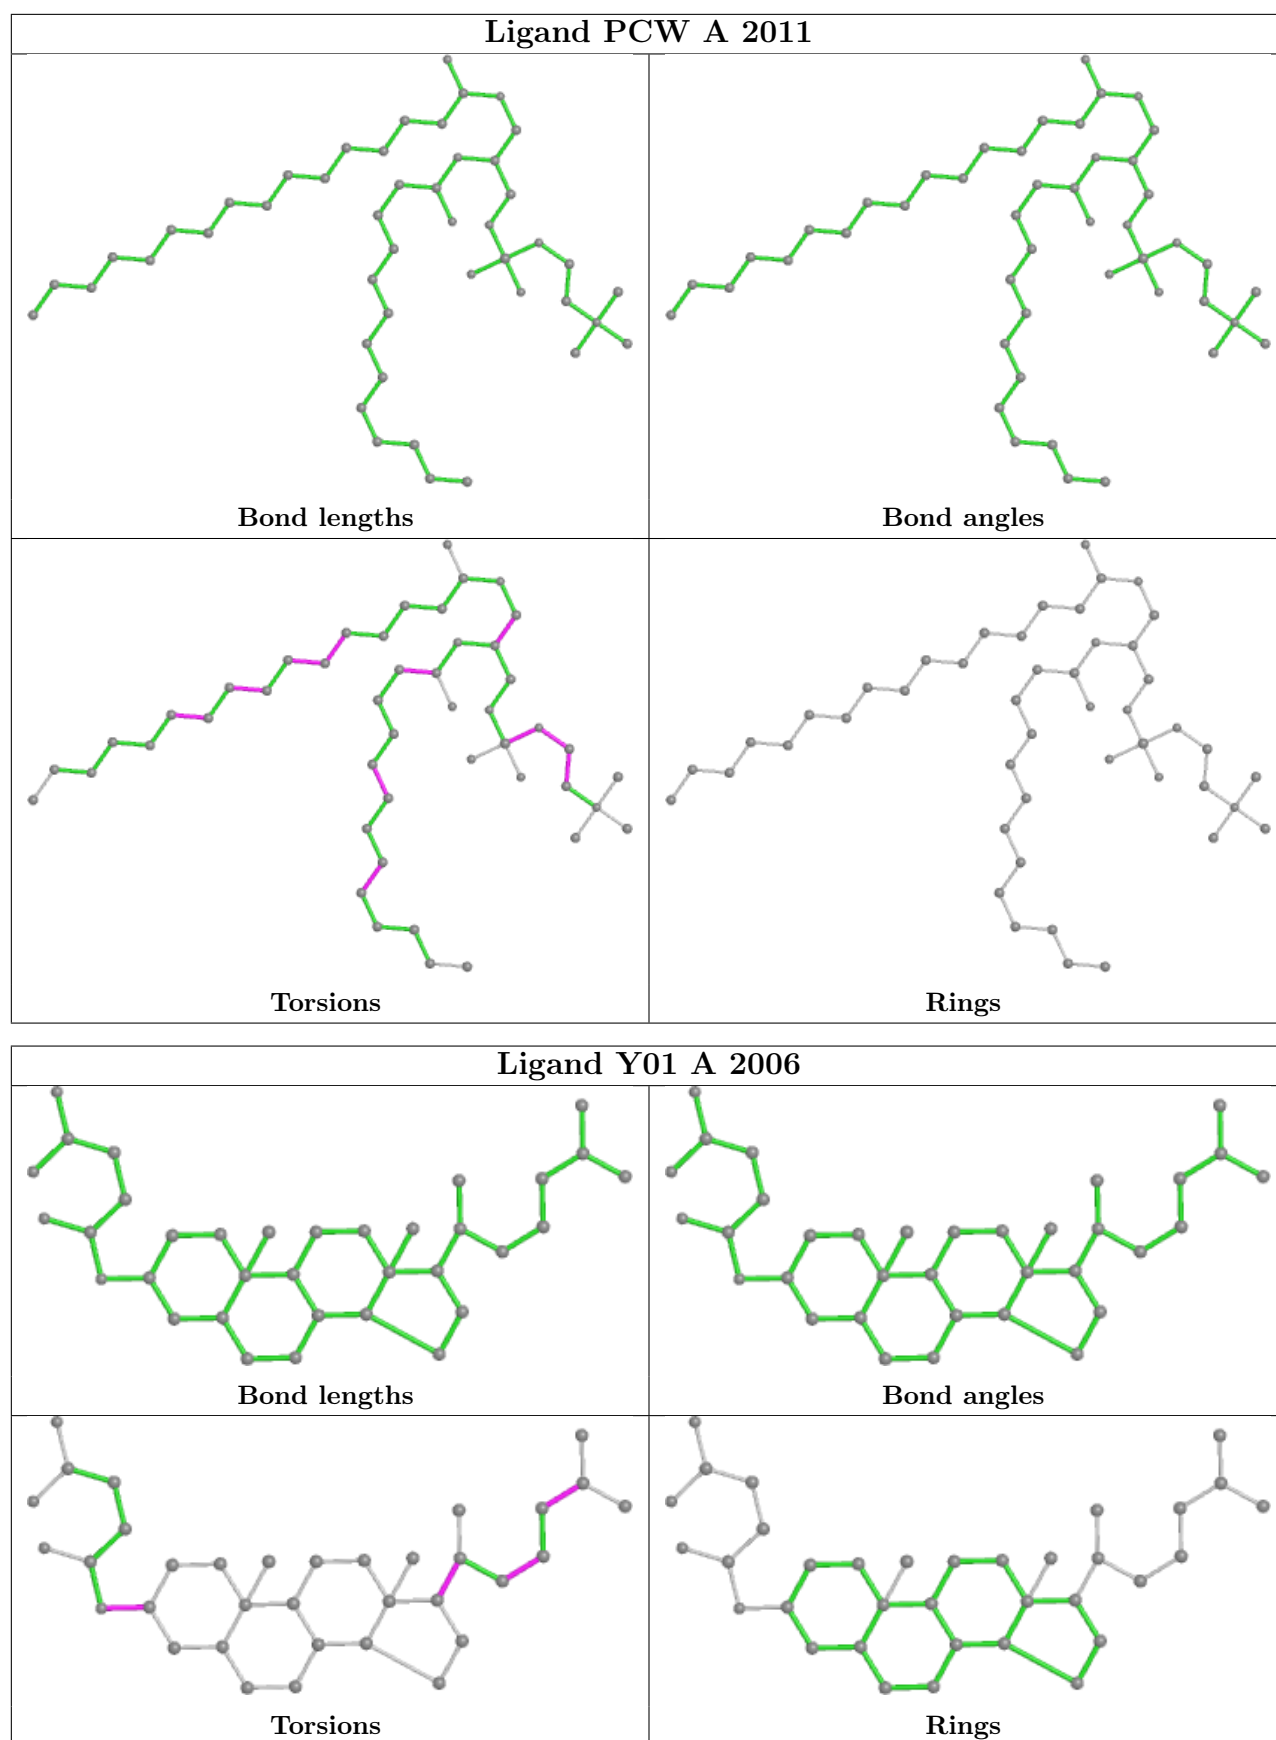 Ligand PCW A 2011
Bond lengths
Bond angles
Torsions
Rings
Ligand Y01 A 2006
Bond lengths
Bond angles
Torsions
Rings